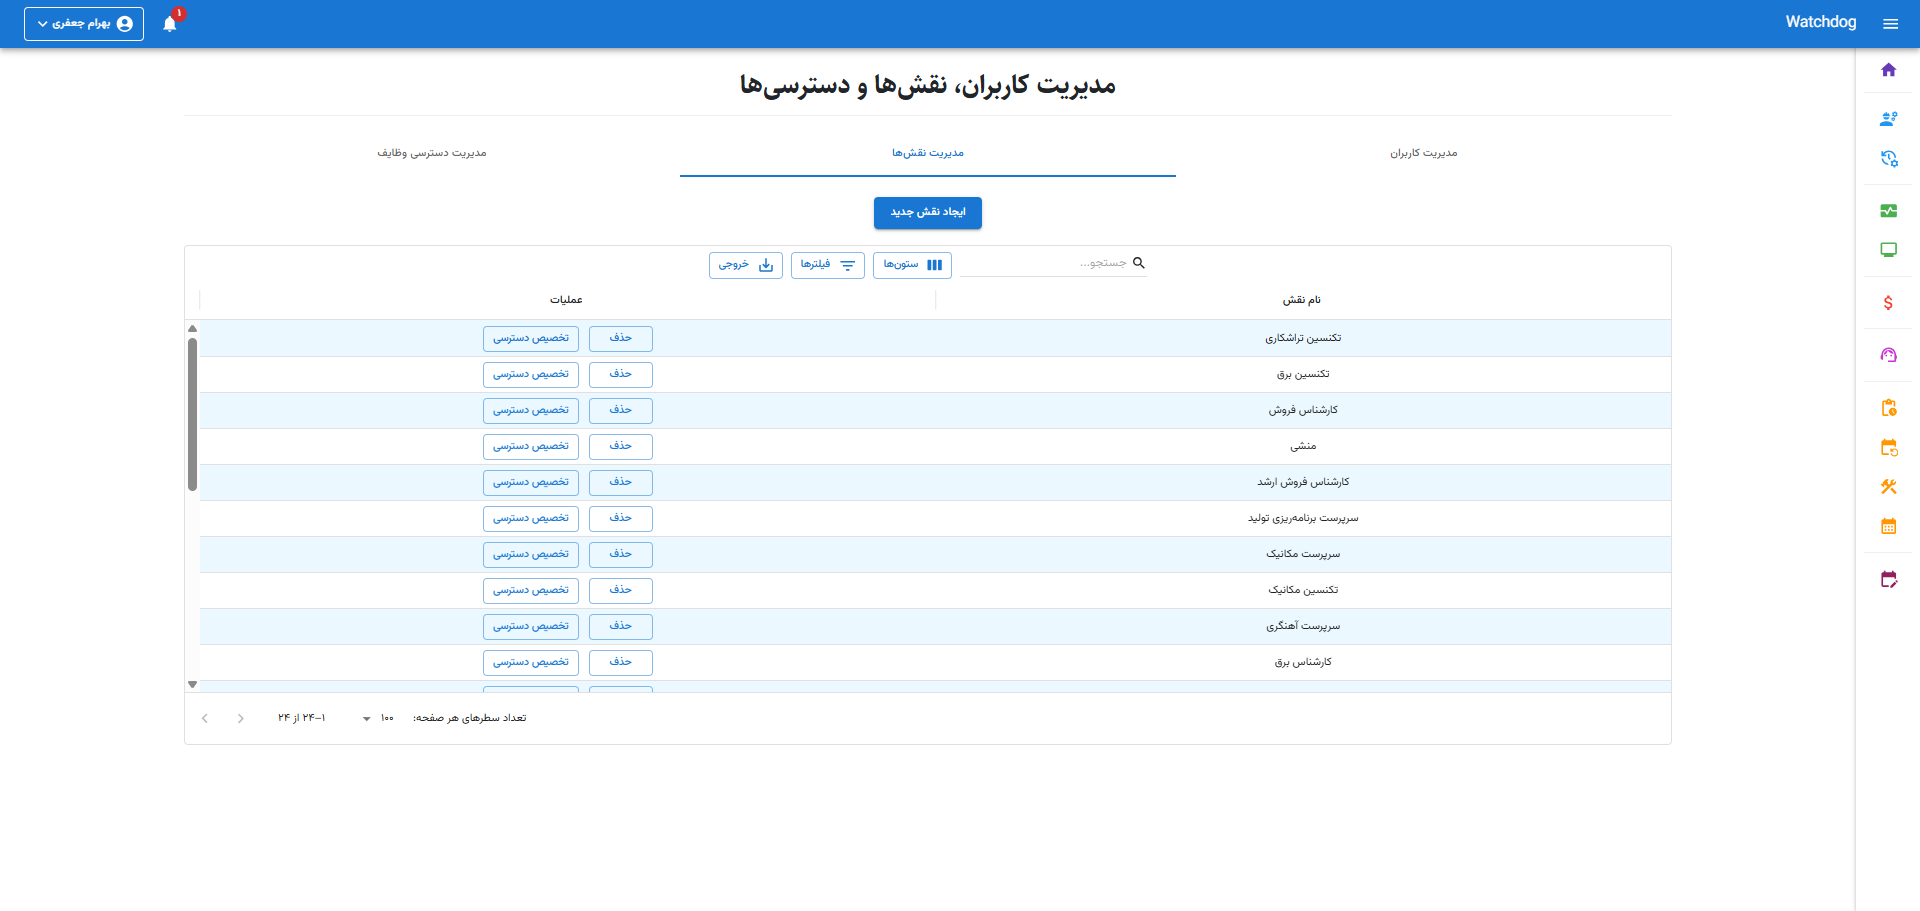 Watchdog
۱
بهرام جعفری
مدیریت کاربران، نقش‌ها و دسترسی‌ها
مدیریت کاربران
مدیریت نقش‌ها
مدیریت دسترسی وظایف
ایجاد نقش جدید
جستجو...
ستون‌ها
فیلترها
خروجی
نام نقش
عملیات
تکنسین تراشکاری
حذف
تخصیص دسترسی
تکنسین برق
حذف
تخصیص دسترسی
کارشناس فروش
حذف
تخصیص دسترسی
منشی
حذف
تخصیص دسترسی
کارشناس فروش ارشد
حذف
تخصیص دسترسی
سرپرست برنامه‌ریزی تولید
حذف
تخصیص دسترسی
سرپرست مکانیک
حذف
تخصیص دسترسی
تکنسین مکانیک
حذف
تخصیص دسترسی
سرپرست آهنگری
حذف
تخصیص دسترسی
کارشناس برق
حذف
تخصیص دسترسی
تعداد سطرهای هر صفحه:
۱۰۰
۱–۲۴ از ۲۴